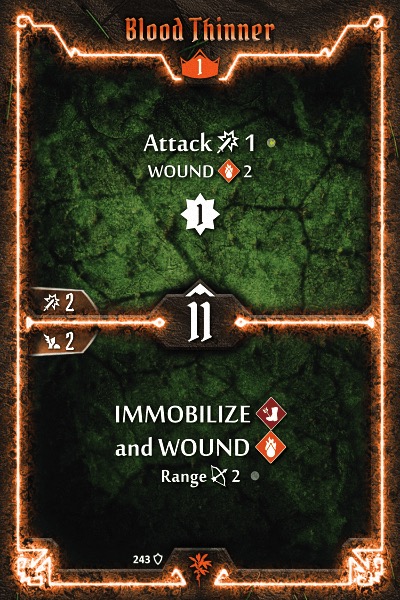 Blood Thinner
1
Attack 1
WOUND 2
1
2
11
2
IMMOBILIZE
and WOUND
Range 2
243